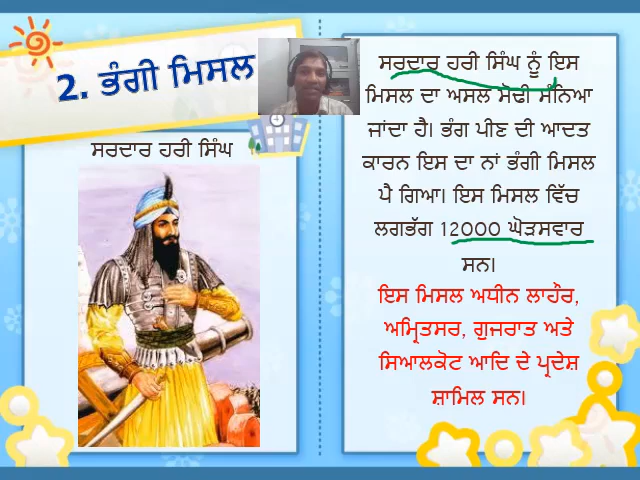 2. ਭੰਗੀ ਮਿਸਲ
ਸਰਦਾਰ ਹਰੀ ਸਿੰਘ
ਸਰਦਾਰ ਹਰੀ ਸਿੰਘ ਨੂੰ ਇਸ
ਮਿਸਲ ਦਾ ਅਸਲ ਮੋਢੀ ਮੰਨਿਆ
ਜਾਂਦਾ ਹੈ। ਭੰਗ ਪੀਣ ਦੀ ਆਦਤ
ਕਾਰਨ ਇਸ ਦਾ ਨਾਂ ਭੰਗੀ ਮਿਸਲ
ਪੈ ਗਿਆ। ਇਸ ਮਿਸਲ ਵਿੱਚ
ਲਗਭੱਗ 12000 ਘੋੜਸਵਾਰ
ਸਨ।
ਇਸ ਮਿਸਲ ਅਧੀਨ ਲਾਹੌਰ,
ਅਮ੍ਰਿਤਸਰ, ਗੁਜਰਾਤ ਅਤੇ
ਸਿਆਲਕੋਟ ਆਦਿ ਦੇ ਪ੍ਰਦੇਸ਼
ਸ਼ਾਮਿਲ ਸਨ।